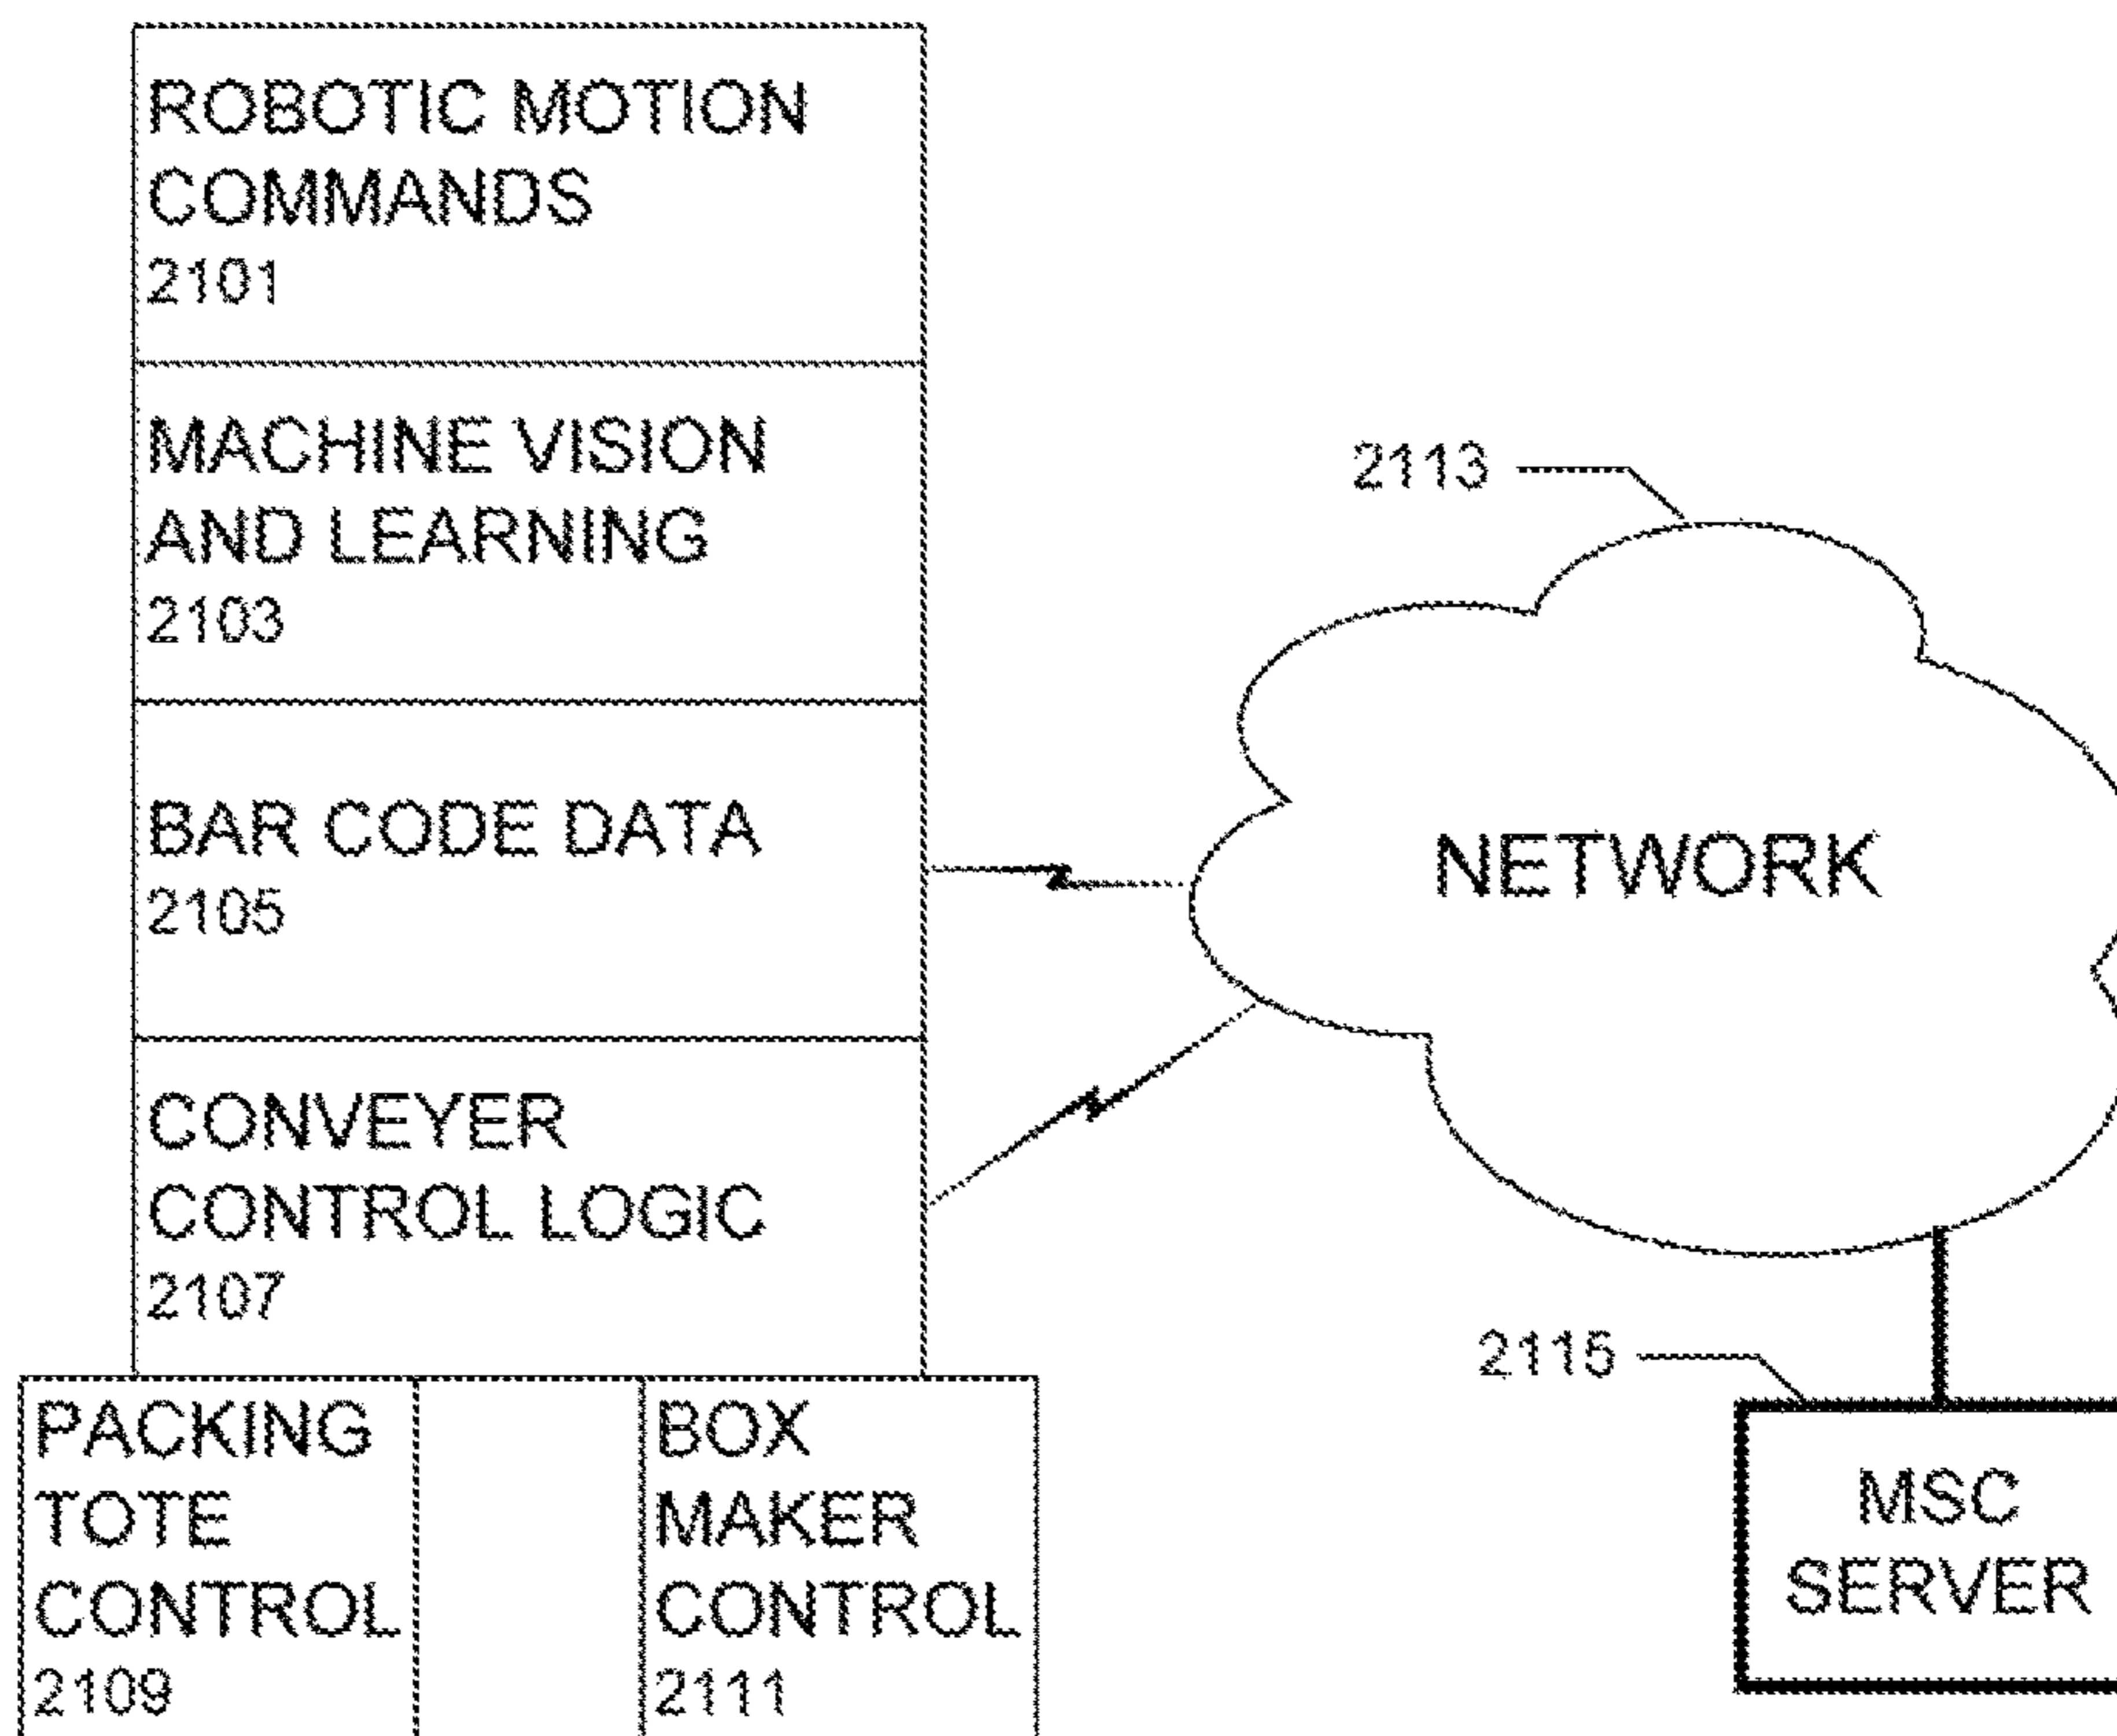 ROBOTIC MOTION
COMMANDS
2101
MACHINE VISION
AND LEARNING
2103
BAR CODE DATA
2105
CONVEYER
CONTROL LOGIC
2107
PACKING
TOTE
CONTROL
2109
BOX
MAKER
CONTROL
2111
2113
NETWORK
2115
MSC
SERVER